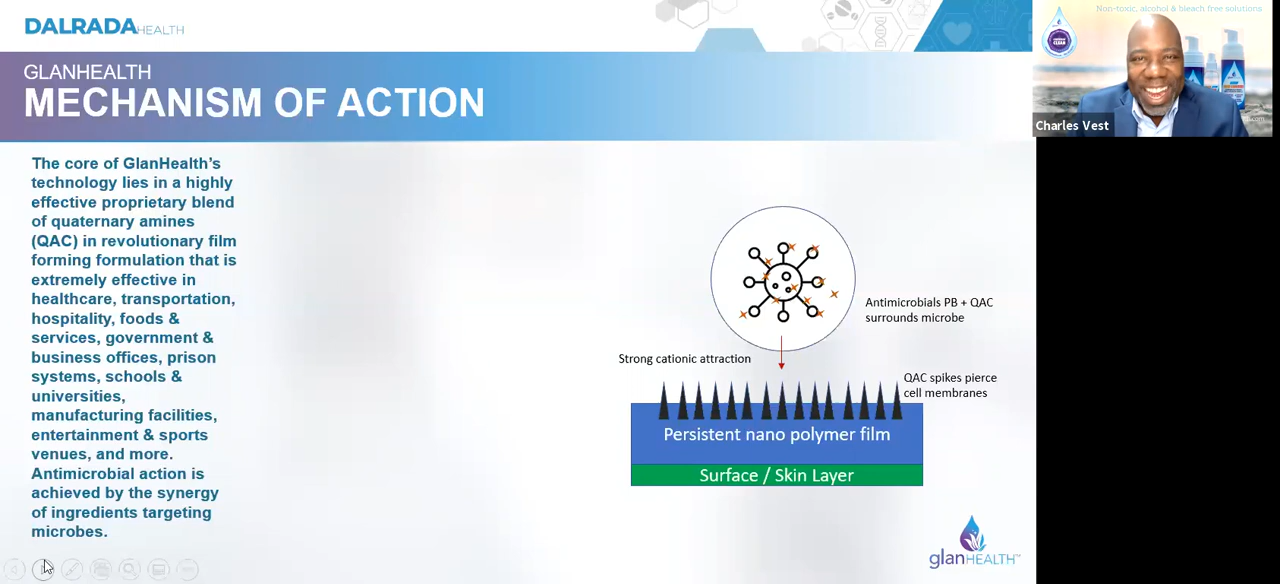 DALRADAHEALTH
GLANHEALTH
MECHANISM OF ACTION
The core of GlanHealth's
technology lies in a highly
effective proprietary blend
of quaternary amines
(QAC) in revolutionary film
forming formulation that is
extremely effective in
healthcare, transportation,
hospitality, foods &
services, government &
business offices, prison
systems, schools &
universities,
manufacturing facilities,
entertainment & sports
venues, and more.
Antimicrobial action is
achieved by the synergy
of ingredients targeting
microbes.
Antimicrobials PB + QAC
surrounds microbe
Strong cationic attraction
QAC spikes pierce
cell membranes
Persistent nano polymer film
Surface / Skin Layer
glanHEALTH™
Non-toxic, alcohol & bleach free solutions
CLEAN
Charles Vest